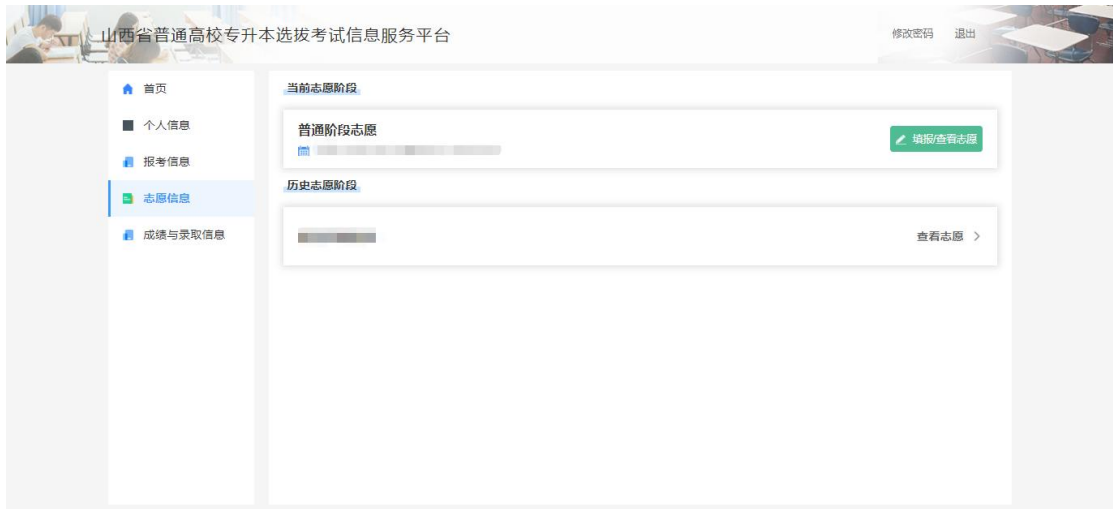 山西省普通高校专升本选拔考试信息服务平台
修改密码 退出
首页
个人信息
报考信息
志愿信息
成绩与录取信息
当前志愿阶段
普通阶段志愿
填报/查看志愿
历史志愿阶段
查看志愿